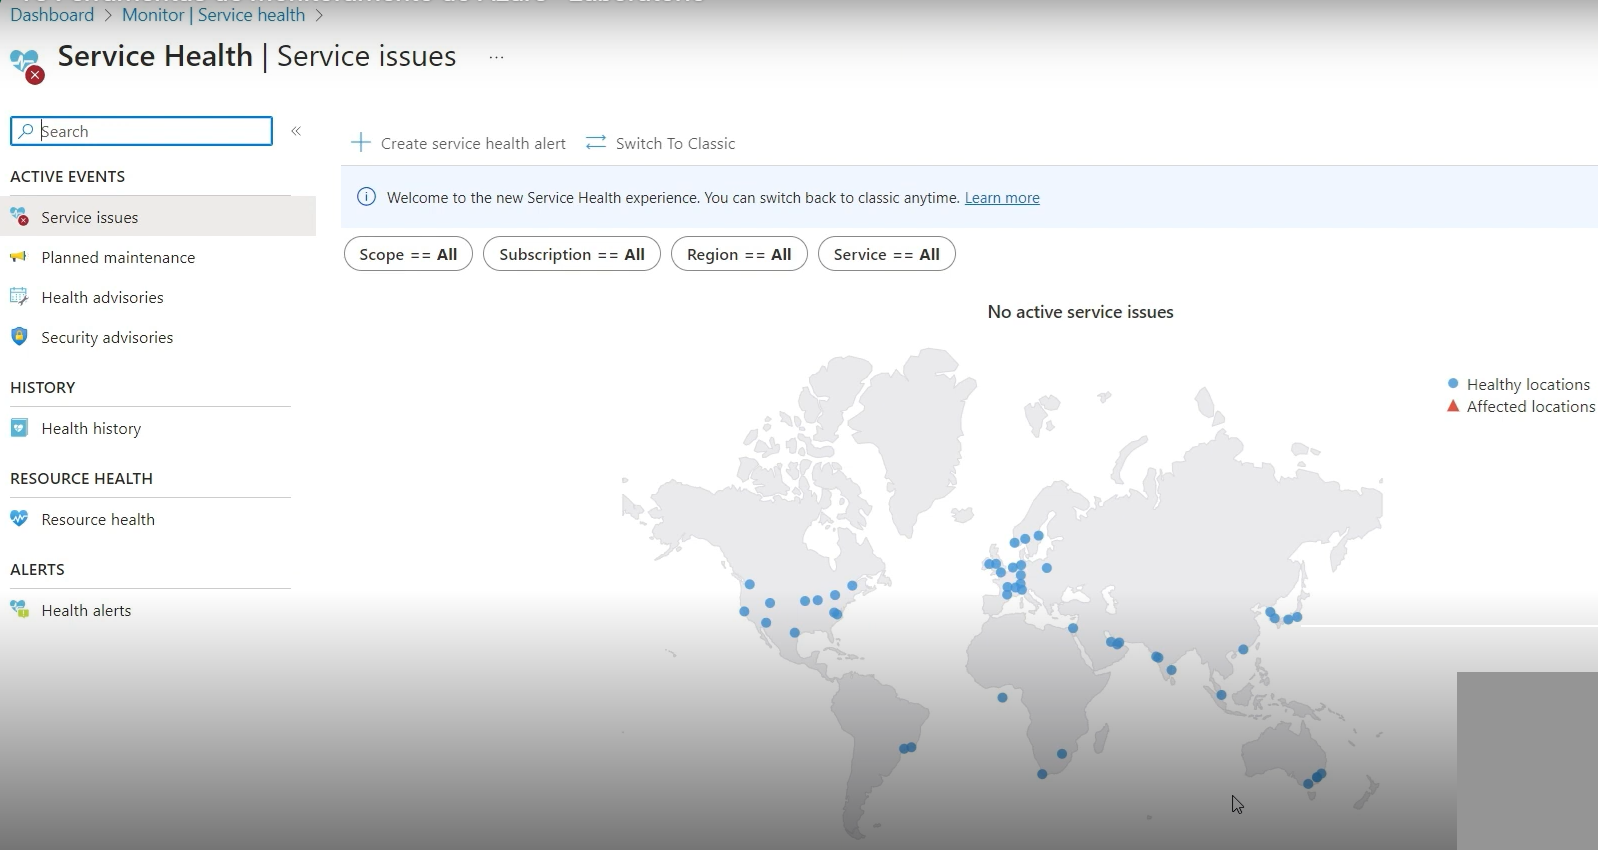 Dashboard > Monitor | Service health >
Service Health | Service issues ...
Search «
Create service health alert Switch To Classic
Welcome to the new Service Health experience. You can switch back to classic anytime. Learn more
Scope == All Subscription == All Region == All Service == All
ACTIVE EVENTS
Service issues
Planned maintenance
Health advisories
Security advisories
HISTORY
Health history
RESOURCE HEALTH
Resource health
ALERTS
Health alerts
No active service issues
Healthy locations
Affected locations